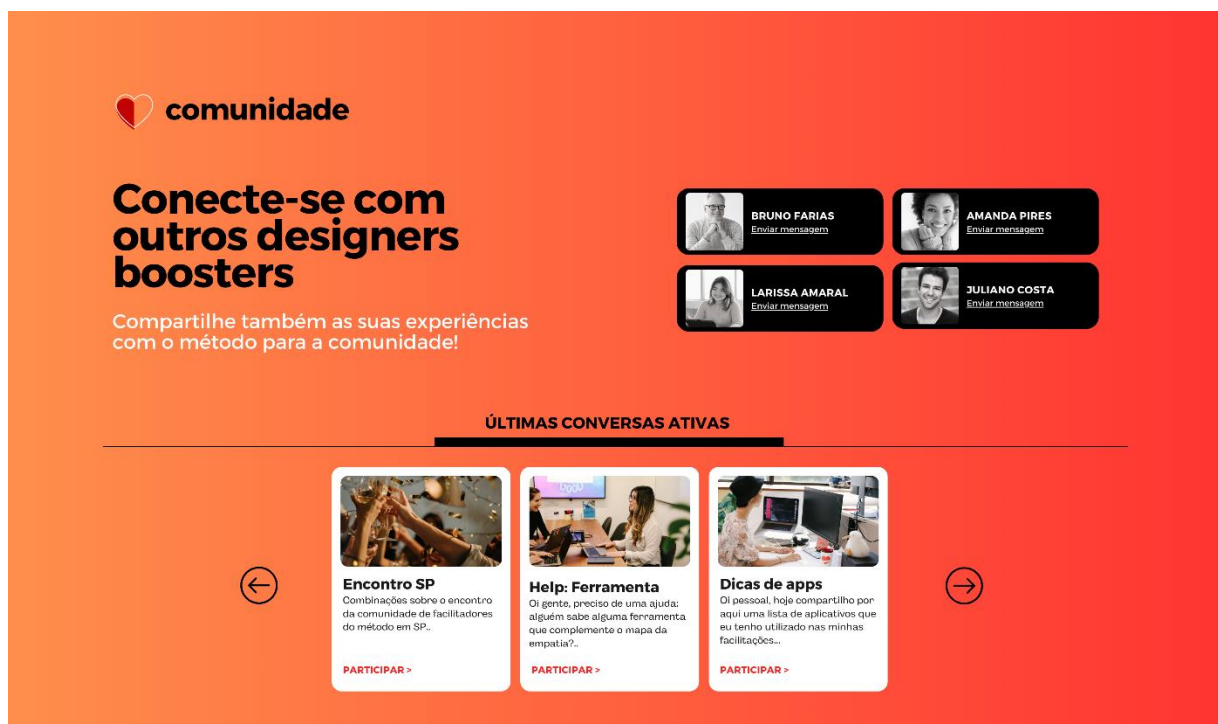 comunidade
Conecte-se com
outros designers
boosters
Compartilhe também as suas experiências
com o método para a comunidade!
BRUNO FARIAS
Enviar mensagem
AMANDA PIRES
Enviar mensagem
LARISSA AMARAL
Enviar mensagem
JULIANO COSTA
Enviar mensagem
ÚLTIMAS CONVERSAS ATIVAS
Encontro SP
Combinações sobre o encontro
da comunidade de facilitadores
do método em SP..
PARTICIPAR >
Help: Ferramenta
Oi gente, preciso de uma ajuda:
alguém sabe alguma ferramenta
que complemente o mapa da
empatia?..
PARTICIPAR >
Dicas de apps
Oi pessoal, hoje compartilho por
aqui uma lista de aplicativos que
eu tenho utilizado nas minhas
facilitações...
PARTICIPAR >